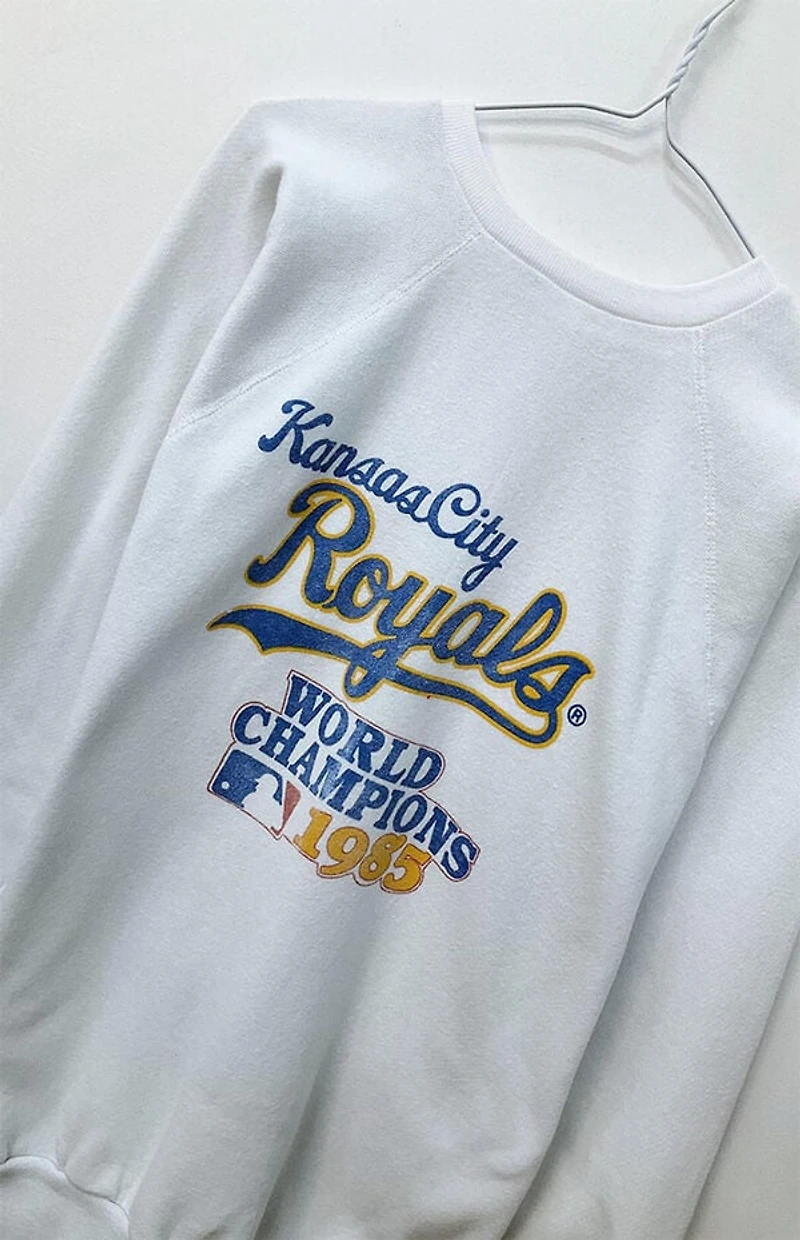 Kansas City
Royals®
WORLD
CHAMPIONS
1985